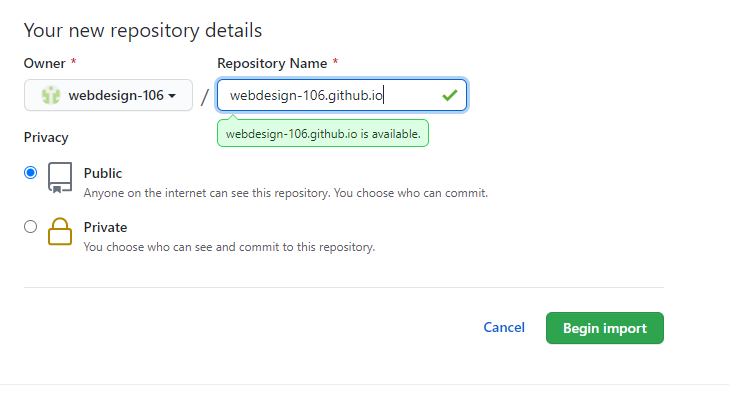 Your new repository details
Owner * Repository Name *
webdesign-106 / webdesign-106.github.io
webdesign-106.github.io is available.
Privacy
Public
Anyone on the internet can see this repository. You choose who can commit.
Private
You choose who can see and commit to this repository.
Cancel Begin import